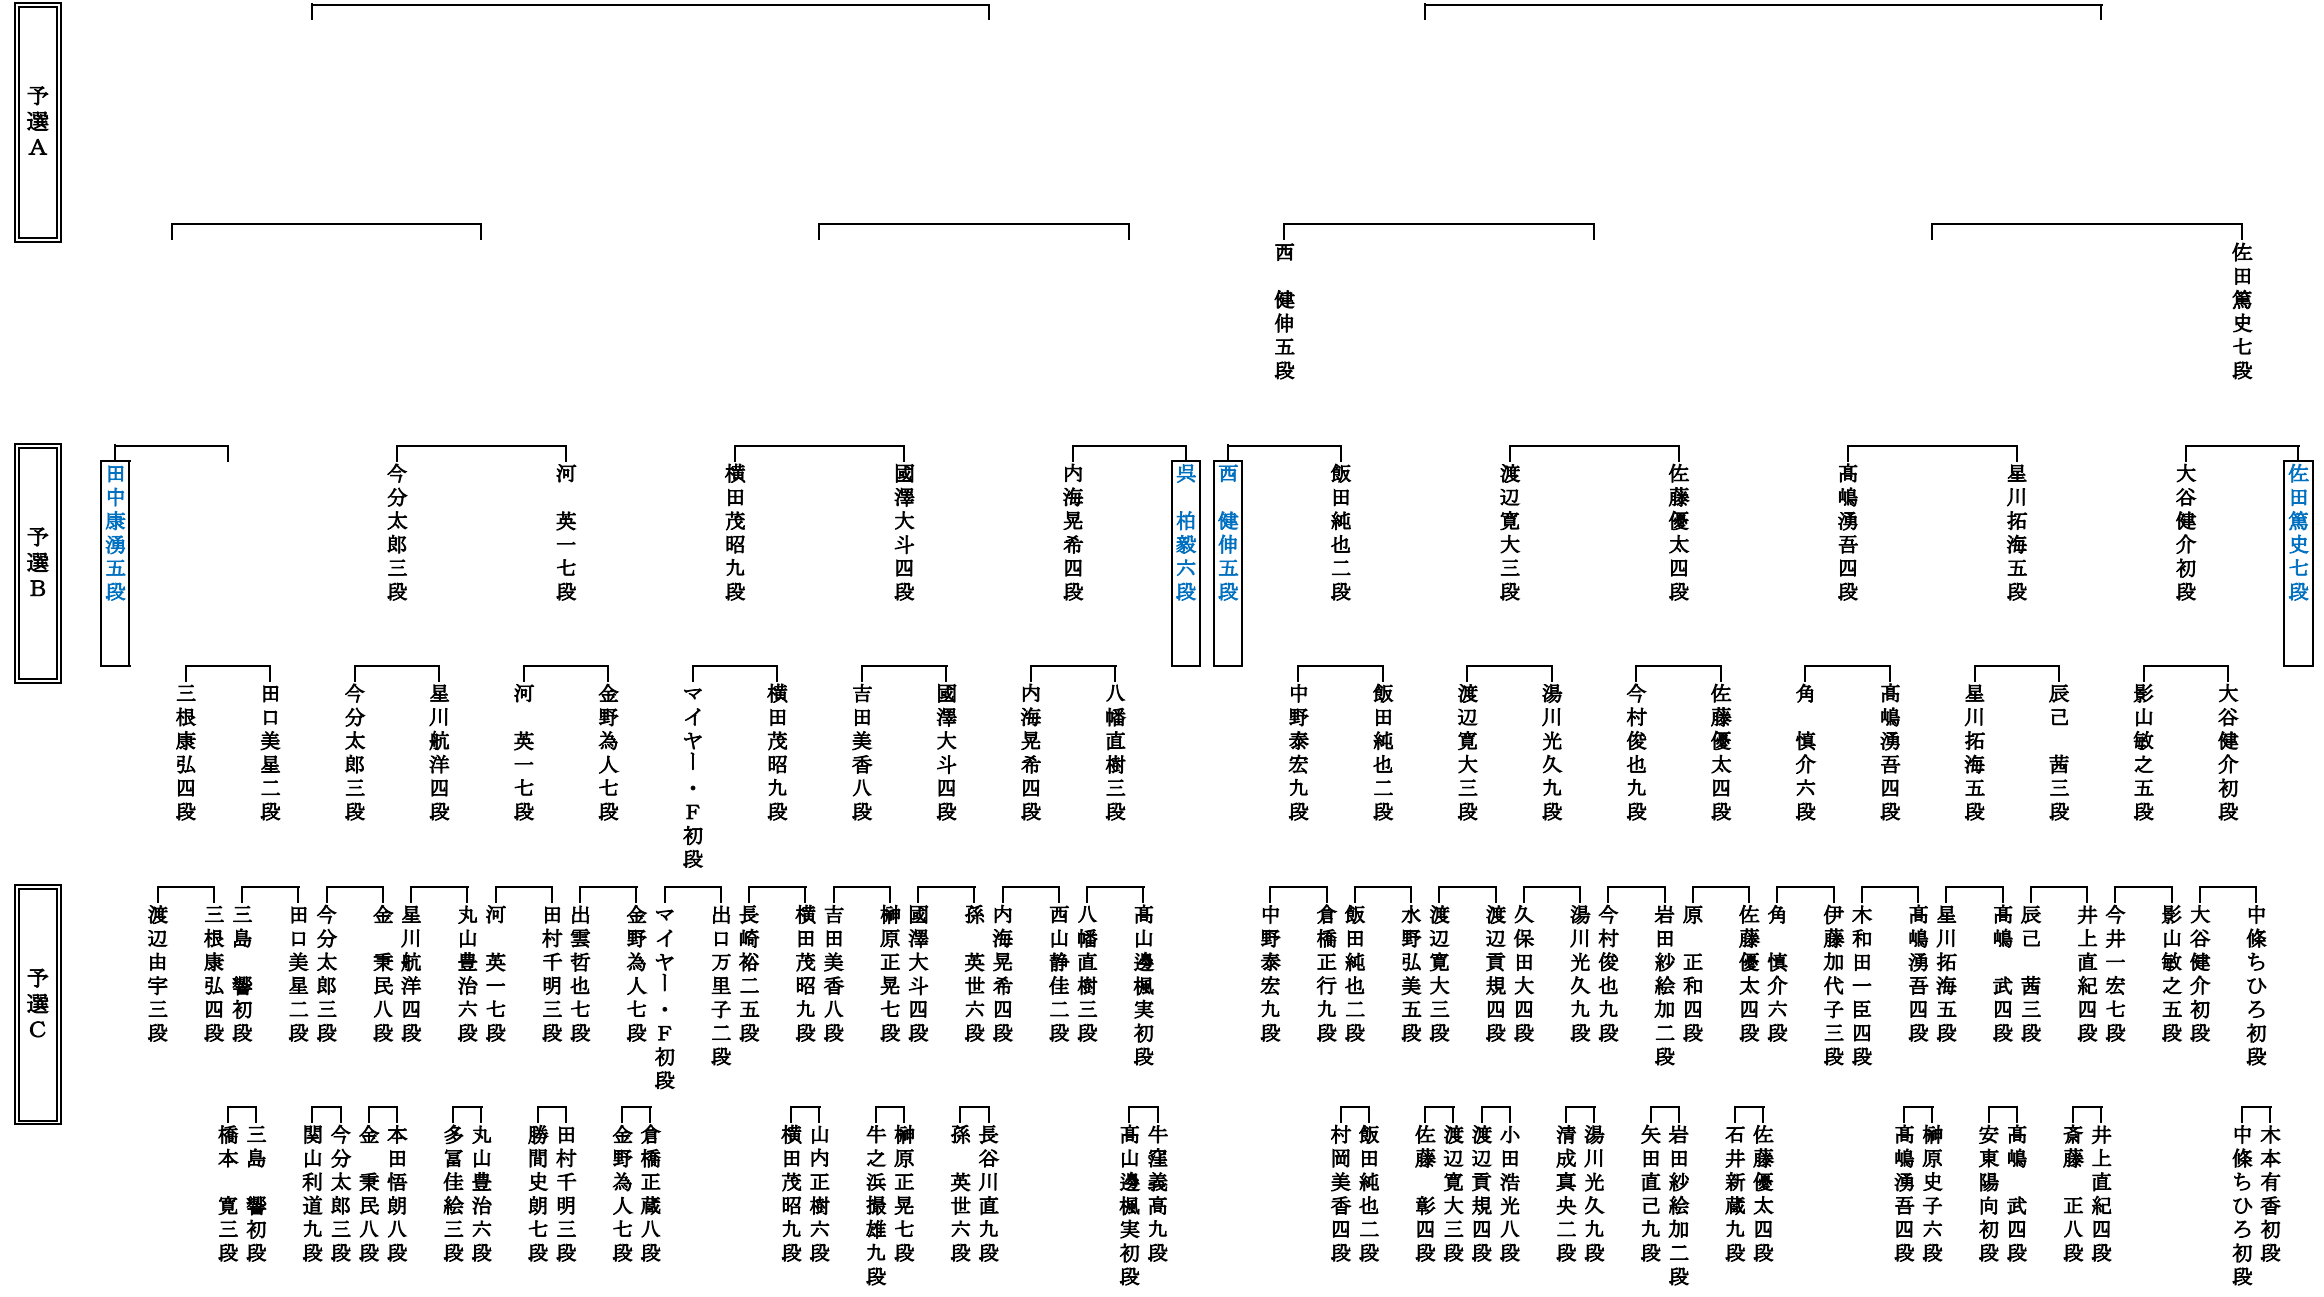 予選A
西　健伸五段
佐田篤史七段
予選B
田中康湧五段
今分太郎三段
河　英一七段
横田茂昭九段
國澤大斗四段
内海晃希四段
呉　柏毅六段
西　健伸五段
飯田純也二段
渡辺寛大三段
佐藤優太四段
髙嶋湧吾四段
星川拓海五段
大谷健介初段
佐田篤史七段
三根康弘四段
田口美星二段
今分太郎三段
星川航洋四段
河　英一七段
金野為人七段
マイヤー・F初段
横田茂昭九段
吉田美香八段
國澤大斗四段
内海晃希四段
八幡直樹三段
中野泰宏九段
飯田純也二段
渡辺寛大三段
湯川光久九段
今村俊也九段
佐藤優太四段
角　慎介六段
髙嶋湧吾四段
星川拓海五段
辰己　茜三段
影山敏之五段
大谷健介初段
予選C
渡辺由宇三段
三根康弘四段
三島　響初段
田口美星二段
今分太郎三段
金　秉民八段
星川航洋四段
丸山豊治六段
河　英一七段
田村千明三段
出雲哲也七段
金野為人七段
マイヤー・F初段
出口万里子二段
長崎裕二五段
横田茂昭九段
吉田美香八段
榊原正晃七段
國澤大斗四段
孫　英世六段
内海晃希四段
西山静佳二段
八幡直樹三段
髙山邊楓実初段
中野泰宏九段
倉橋正行九段
飯田純也二段
水野弘美五段
渡辺寛大三段
渡辺貢規四段
久保田大四段
湯川光久九段
今村俊也九段
岩田紗絵加二段
原　正和四段
佐藤優太四段
角　慎介六段
伊藤加代子三段
木和田一臣四段
髙嶋湧吾四段
星川拓海五段
髙嶋　武四段
辰己　茜三段
井上直紀四段
今井一宏七段
影山敏之五段
大谷健介初段
中條ちひろ初段
橋本　寛三段
三島　響初段
関山利道九段
今分太郎三段
金　秉民八段
本田悟朗八段
多冨佳絵三段
丸山豊治六段
勝間史朗七段
田村千明三段
金野為人七段
倉橋正蔵八段
横田茂昭九段
山内正樹六段
牛之浜撮雄九段
榊原正晃七段
孫　英世六段
長谷川直九段
髙山邊楓実初段
牛窪義高九段
村岡美香四段
飯田純也二段
佐藤　彰四段
渡辺寛大三段
渡辺貢規四段
小田浩光八段
清成真央二段
湯川光久九段
矢田直己九段
岩田紗絵加二段
石井新蔵九段
佐藤優太四段
髙嶋湧吾四段
榊原史子六段
安東陽向初段
髙嶋　武四段
斎藤　正八段
井上直紀四段
中條ちひろ初段
木本有香初段